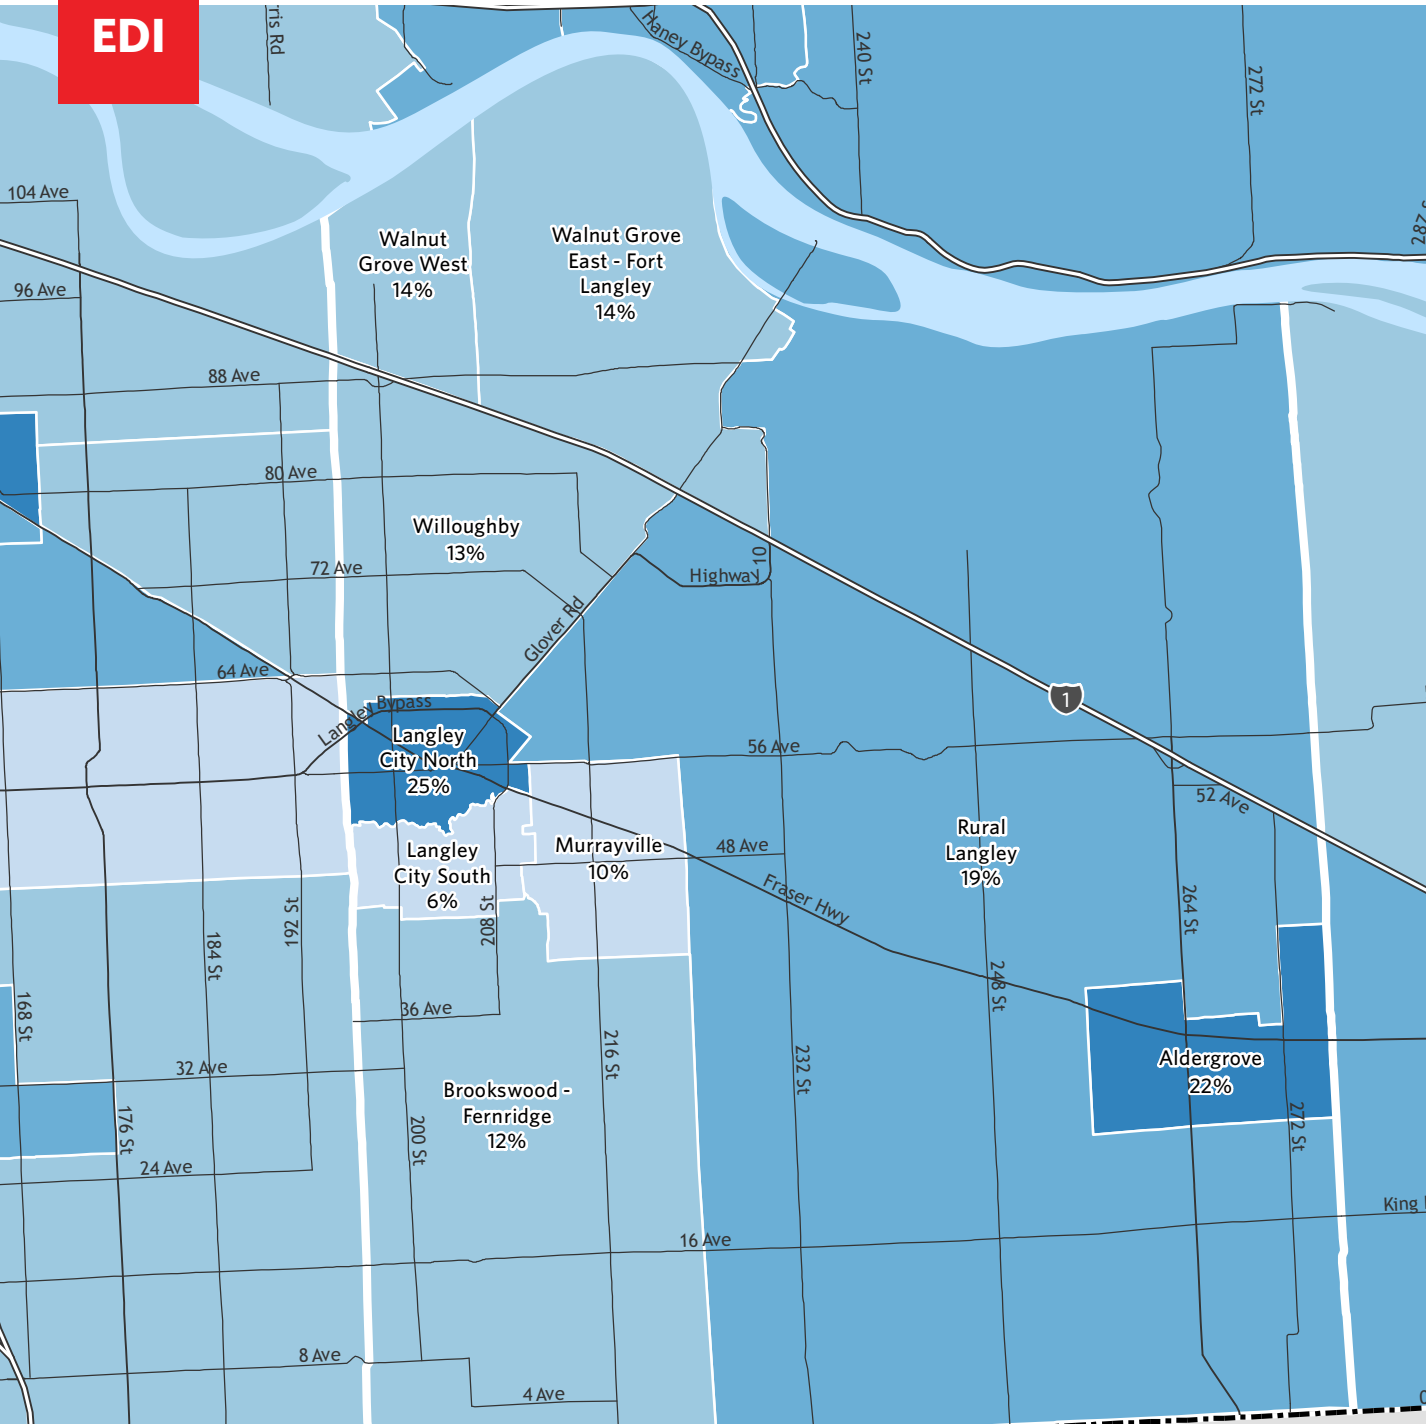 EDI
Haney Bypass
240 St
272 St
104 Ave
Walnut
Grove West
14%
Walnut Grove
East - Fort
Langley
14%
96 Ave
88 Ave
80 Ave
Willoughby
13%
72 Ave
Highway 10
Glover Rd
64 Ave
1
Langley Bypass
Langley
City North
25%
56 Ave
52 Ave
Rural
Langley
19%
Murrayville
10%
48 Ave
Langley
City South
6%
Fraser Hwy
192 St
208 St
184 St
264 St
168 St
248 St
36 Ave
216 St
232 St
32 Ave
Aldergrove
22%
Brookswood -
Fernridge
12%
176 St
200 St
272 St
24 Ave
King
16 Ave
8 Ave
4 Ave